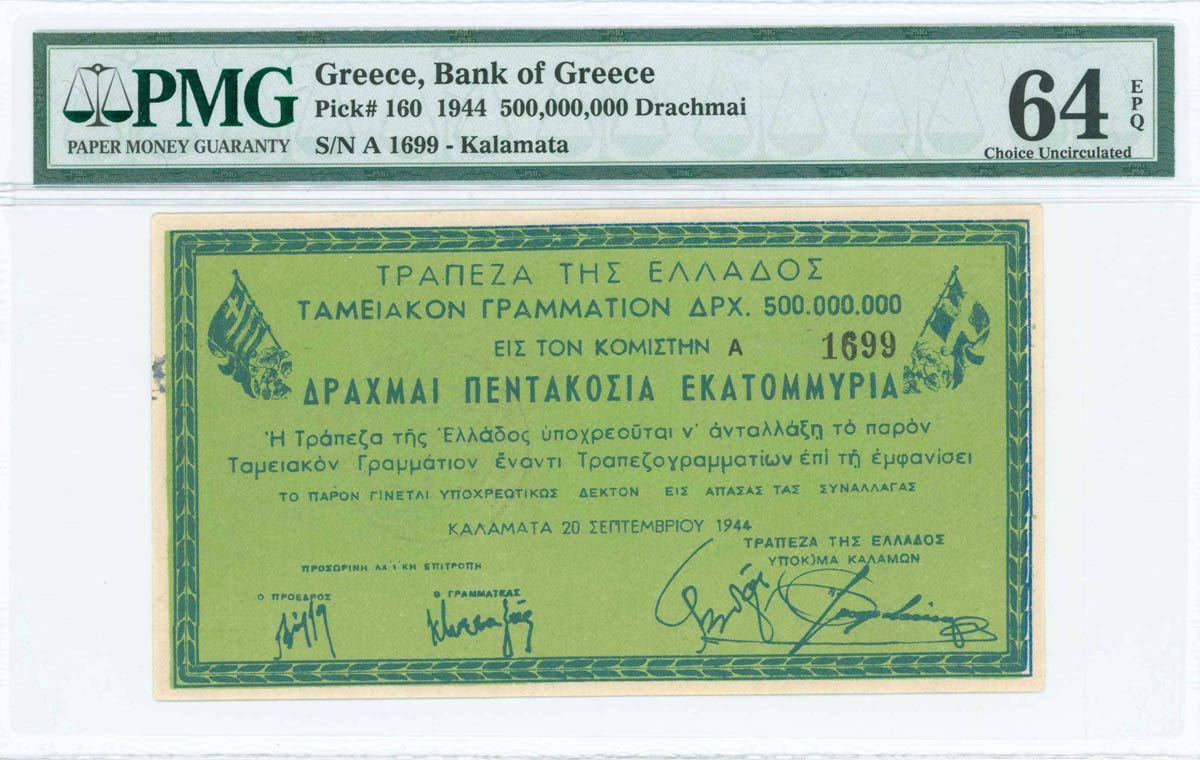 PMG
PAPER MONEY GUARANTY
Greece, Bank of Greece
Pick# 160 1944 500,000,000 Drachmai
S/N A 1699 - Kalamata
64
EPQ
Choice Uncirculated
ΤΡΑΠΕΖΑ ΤΗΣ ΕΛΛΑΔΟΣ
ΤΑΜΕΙΑΚΟΝ ΓΡΑΜΜΑΤΙΟΝ ΔΡΧ. 500.000.000
ΕΙΣ ΤΟΝ ΚΟΜΙΣΤΗΝ Α 1699
ΔΡΑΧΜΑΙ ΠΕΝΤΑΚΟΣΙΑ ΕΚΑΤΟΜΜΥΡΙΑ
Ἡ Τράπεζα τῆς Ἑλλάδος ὑποχρεοῦται ν' ἀνταλλάξῃ τὸ παρὸν
Ταμειακὸν Γραμμάτιον ἔναντι Τραπεζογραμματίων ἐπὶ τῇ ἐμφανίσει
ΤΟ ΠΑΡΟΝ ΓΙΝΕΤΑΙ ΥΠΟΧΡΕΩΤΙΚΩΣ ΔΕΚΤΟΝ ΕΙΣ ΑΠΑΣΑΣ ΤΑΣ ΣΥΝΑΛΛΑΓΑΣ
ΚΑΛΑΜΑΤΑ 20 ΣΕΠΤΕΜΒΡΙΟΥ 1944
ΤΡΑΠΕΖΑ ΤΗΣ ΕΛΛΑΔΟΣ
ΥΠΟΚ)ΜΑ ΚΑΛΑΜΩΝ
ΠΡΟΣΩΡΙΝΗ ΛΑΪΚΗ ΕΠΙΤΡΟΠΗ
Ο ΠΡΟΕΔΡΟΣ
Ο ΓΡΑΜΜΑΤΕΑΣ